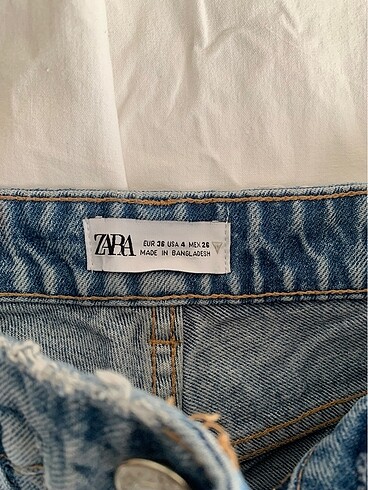 ZARA
EUR 36 USA 4 MEX 26
MADE IN BANGLADESH